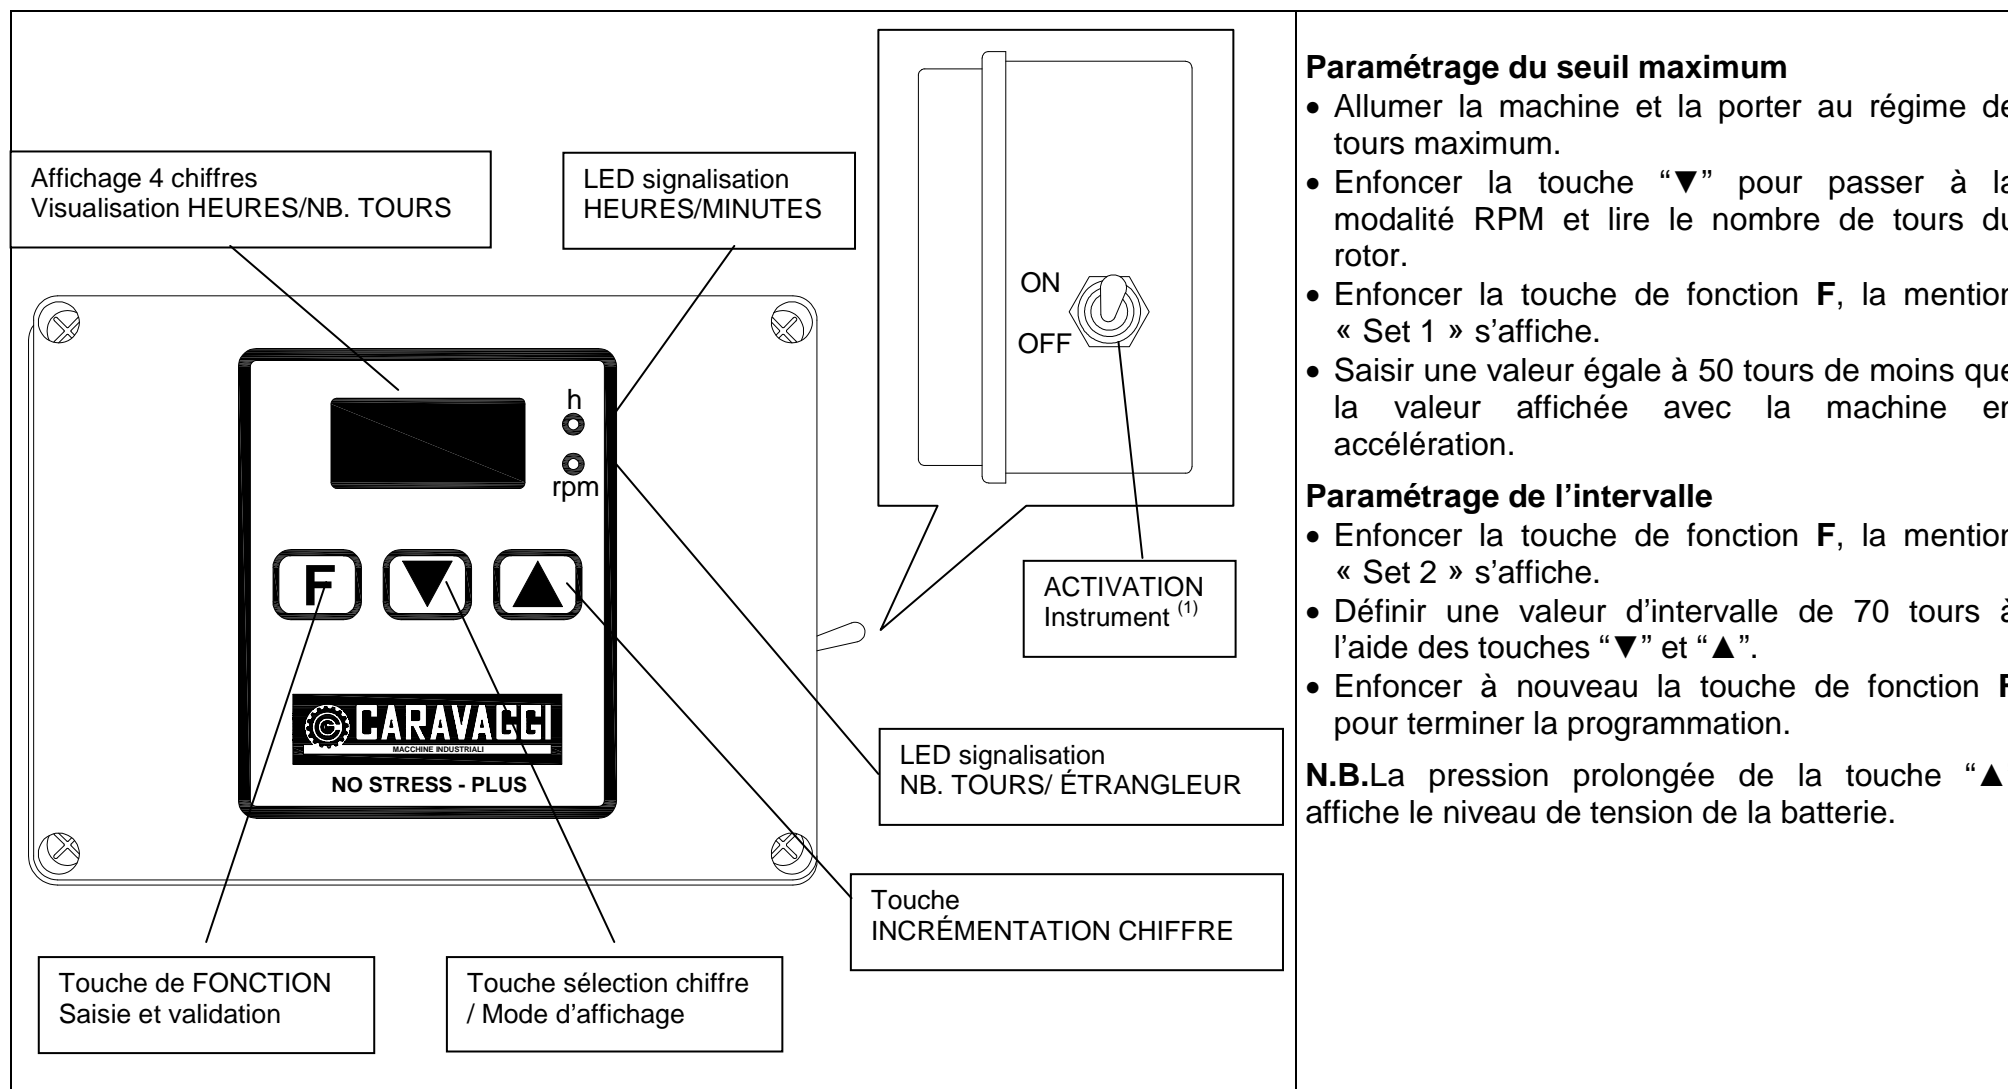 Affichage 4 chiffres
Visualisation HEURES/NB. TOURS
LED signalisation
HEURES/MINUTES
ON
OFF
h
rpm
F
▼
▲
ACTIVATION
Instrument (1)
CARAVAGGI
MACCHINE INDUSTRIALI
NO STRESS - PLUS
LED signalisation
NB. TOURS/ ÉTRANGLEUR
Touche
INCRÉMENTATION CHIFFRE
Touche de FONCTION
Saisie et validation
Touche sélection chiffre
/ Mode d’affichage
Paramétrage du seuil maximum
• Allumer la machine et la porter au régime de
tours maximum.
• Enfoncer la touche “▼” pour passer à la
modalité RPM et lire le nombre de tours du
rotor.
• Enfoncer la touche de fonction F, la mention
« Set 1 » s’affiche.
• Saisir une valeur égale à 50 tours de moins que
la valeur affichée avec la machine en
accélération.
Paramétrage de l’intervalle
• Enfoncer la touche de fonction F, la mention
« Set 2 » s’affiche.
• Définir une valeur d’intervalle de 70 tours à
l’aide des touches “▼” et “▲”.
• Enfoncer à nouveau la touche de fonction F
pour terminer la programmation.
N.B.La pression prolongée de la touche “▲
affiche le niveau de tension de la batterie.